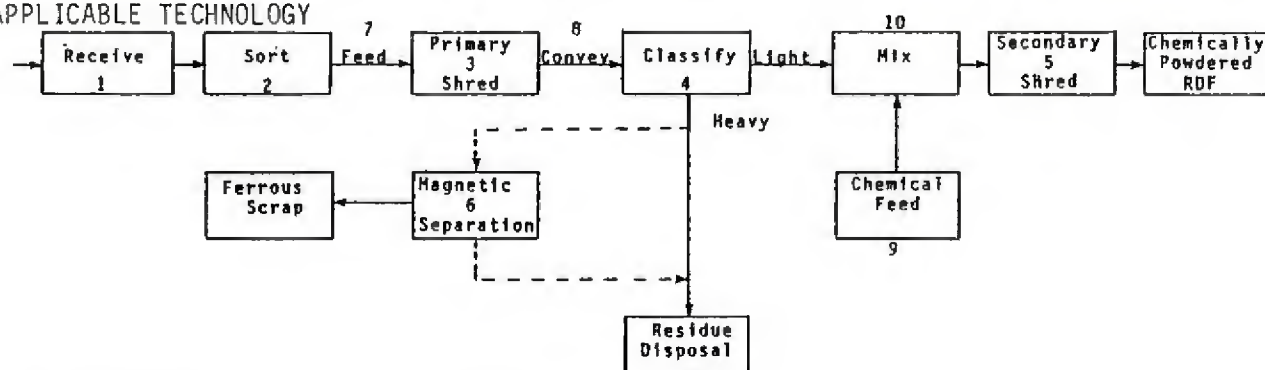 APPLICABLE TECHNOLOGY
7
8
10
Receive
1
Sort
2
Feed
Primary
3
Shred
Convey
Classify
4
Light
Mix
Secondary
5
Shred
Chemically
Powdered
RDF
Heavy
Ferrous
Scrap
Magnetic
6
Separation
Chemical
Feed
9
Residue
Disposal